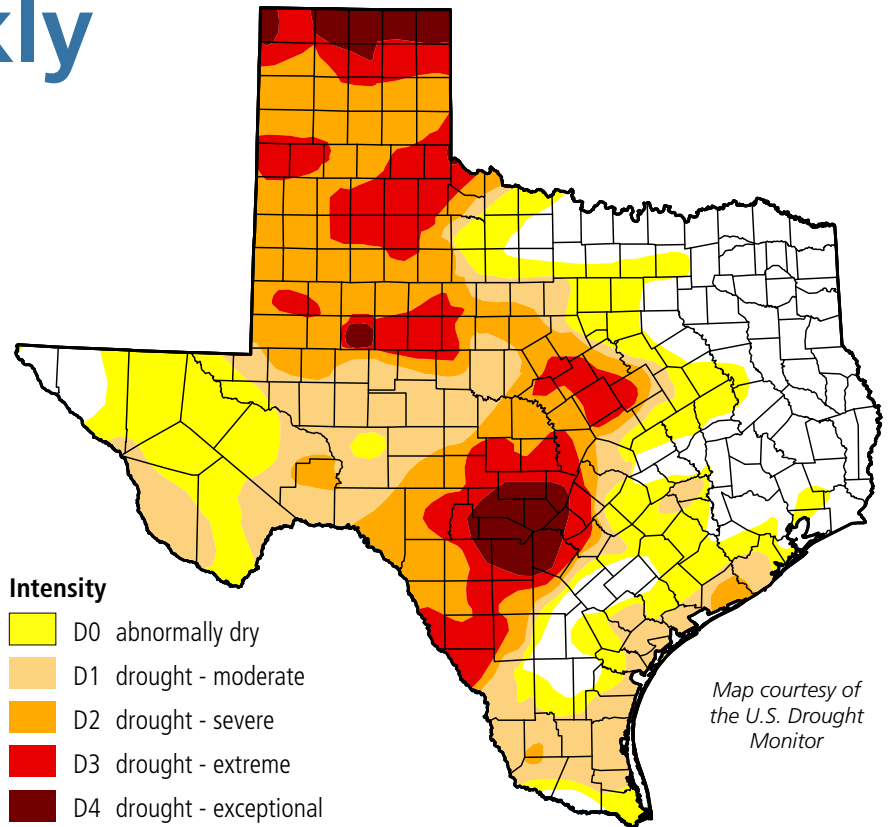 kly
Intensity
D0 abnormally dry
D1 drought - moderate
D2 drought - severe
D3 drought - extreme
D4 drought - exceptional
Map courtesy of
the U.S. Drought
Monitor